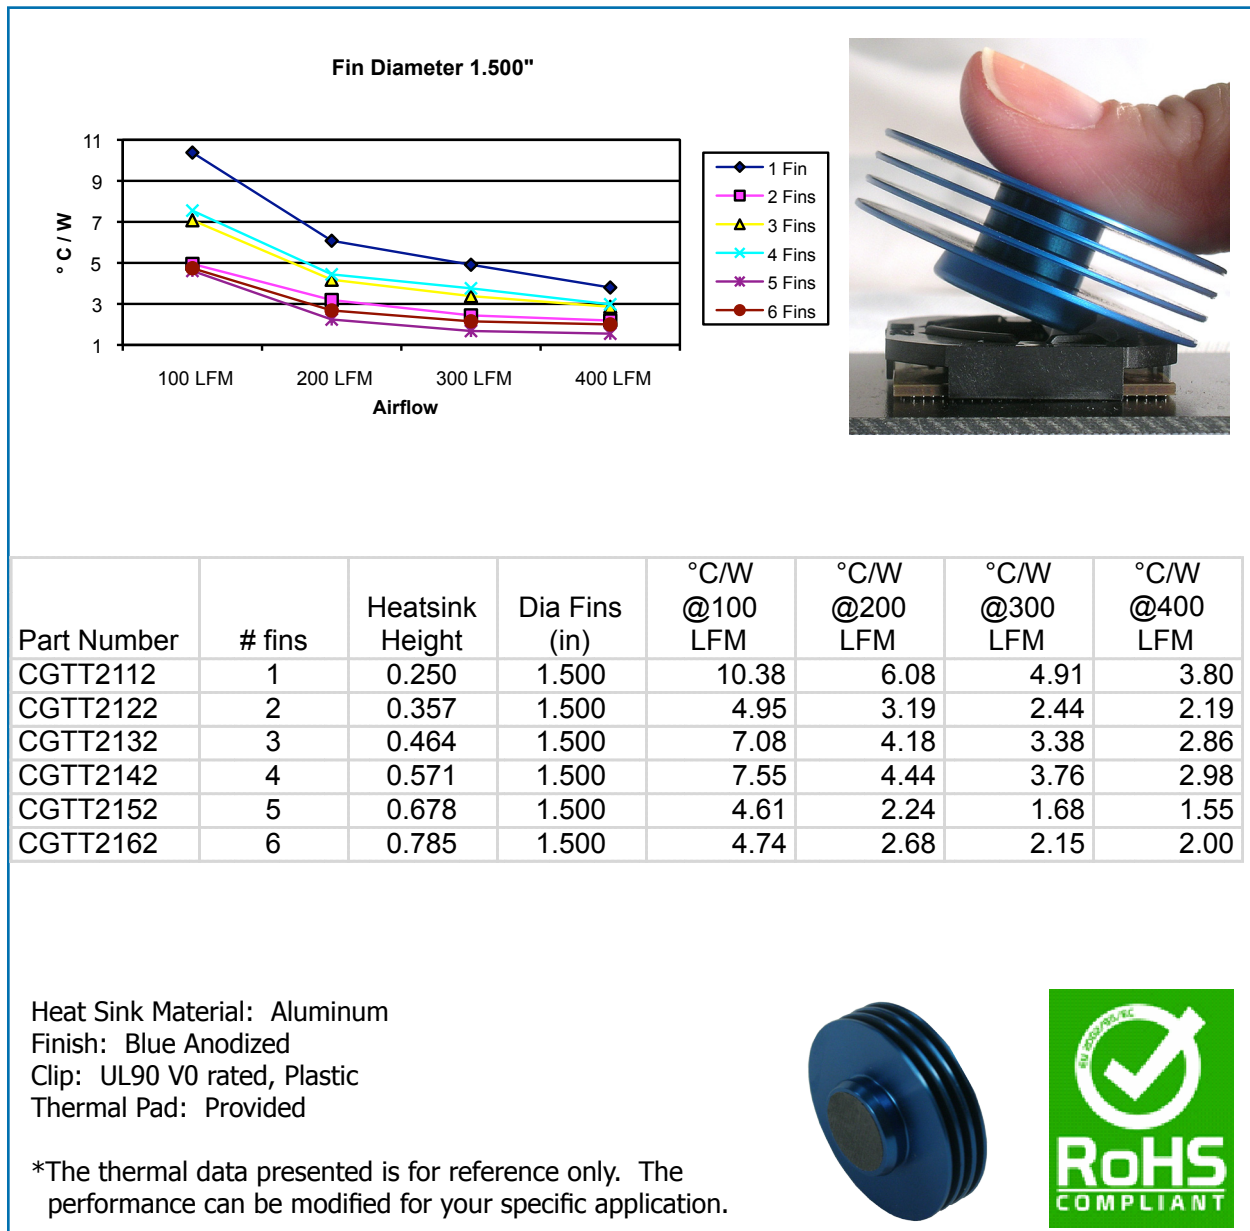 Fin Diameter 1.500"
11
9
7
5
3
1
° C / W
100 LFM 200 LFM 300 LFM 400 LFM
Airflow
1 Fin
2 Fins
3 Fins
4 Fins
5 Fins
6 Fins
Part Number # fins Heatsink Height Dia Fins (in) °C/W @100 LFM °C/W @200 LFM °C/W @300 LFM °C/W @400 LFM
CGTT2112 1 0.250 1.500 10.38 6.08 4.91 3.80
CGTT2122 2 0.357 1.500 4.95 3.19 2.44 2.19
CGTT2132 3 0.464 1.500 7.08 4.18 3.38 2.86
CGTT2142 4 0.571 1.500 7.55 4.44 3.76 2.98
CGTT2152 5 0.678 1.500 4.61 2.24 1.68 1.55
CGTT2162 6 0.785 1.500 4.74 2.68 2.15 2.00
Heat Sink Material: Aluminum
Finish: Blue Anodized
Clip: UL90 V0 rated, Plastic
Thermal Pad: Provided
*The thermal data presented is for reference only. The
performance can be modified for your specific application.
EU 2002/95/EC
RoHS
COMPLIANT